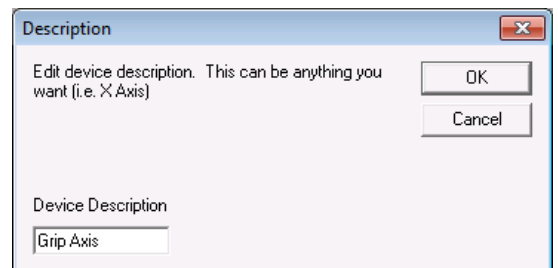 Description
Edit device description. This can be anything you
want (i.e. X Axis)
OK
Cancel
Device Description
Grip Axis